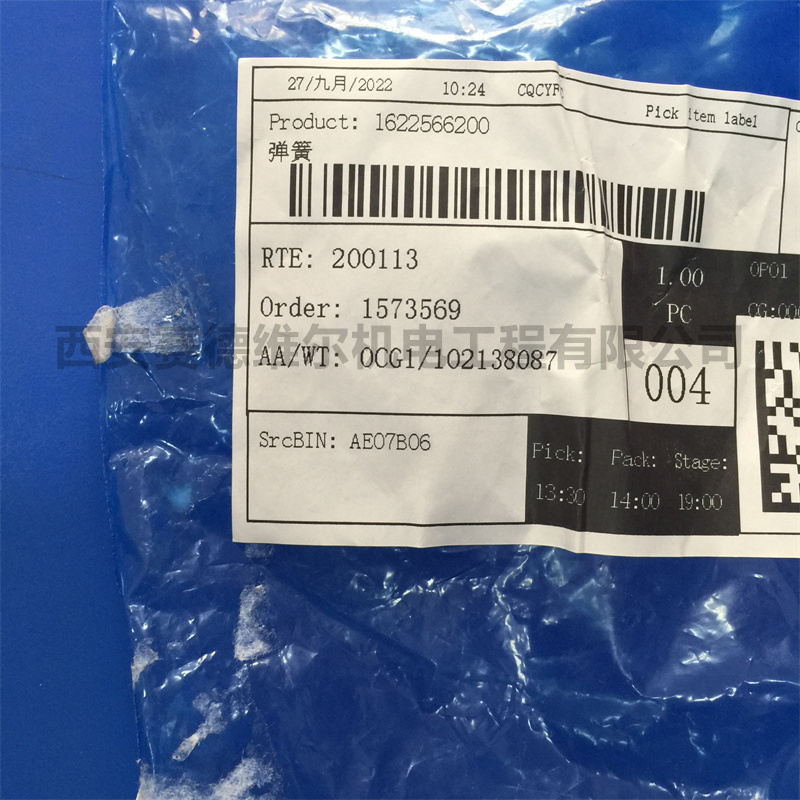 27/九月/2022 10:24
Pick item label
Product: 1622566200
弹簧
RTE: 200113
1.00
OP01
Order: 1573569
PC
西安赛德维尔机电工程有限公司
AA/WT: OCG1/102138087
004
SrcBIN: AE07B06
Pick: Pack: Stage:
13:30 14:00 19:00